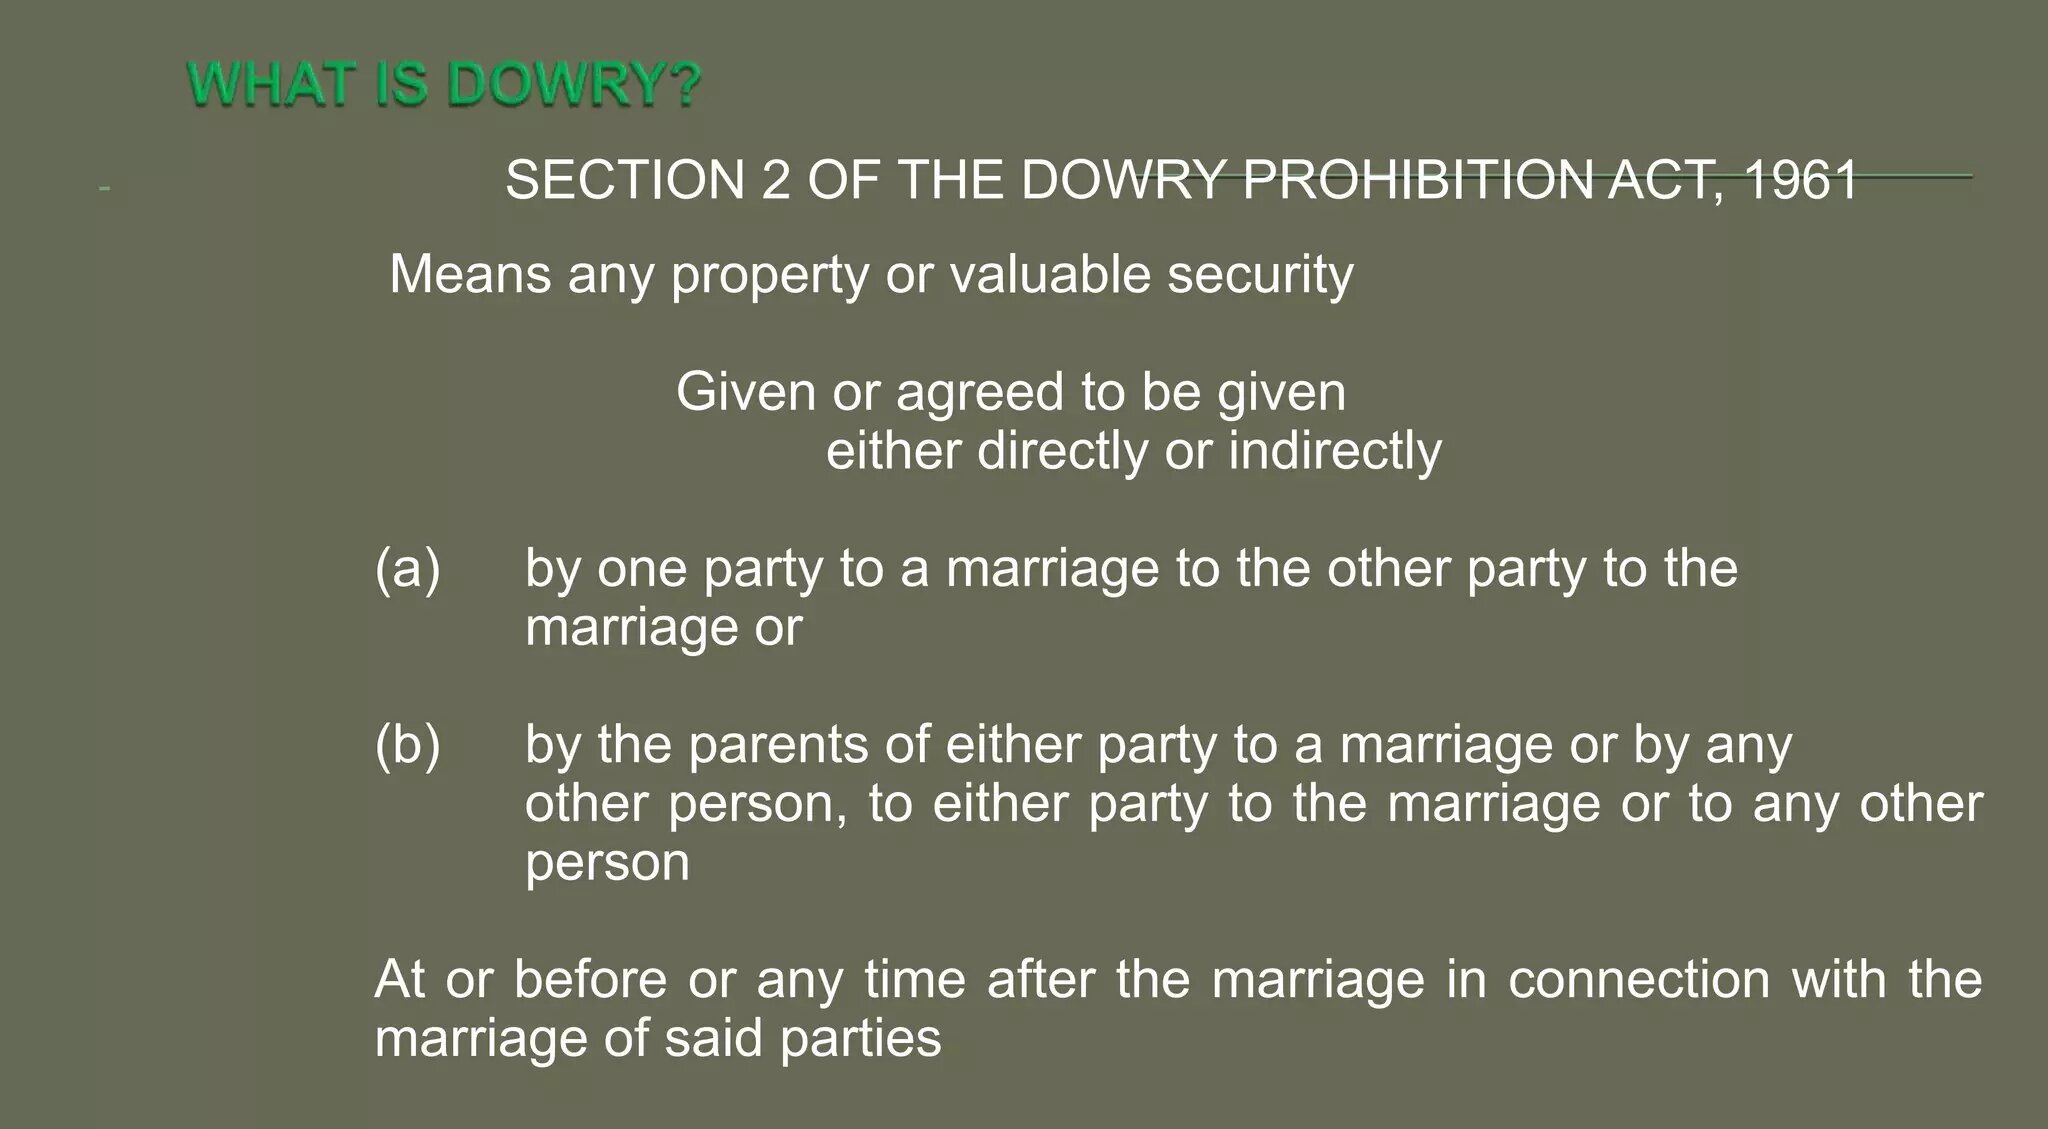 WHAT IS DOWRY?
- SECTION 2 OF THE DOWRY PROHIBITION ACT, 1961
Means any property or valuable security
Given or agreed to be given
either directly or indirectly
(a) by one party to a marriage to the other party to the
marriage or
(b) by the parents of either party to a marriage or by any
other person, to either party to the marriage or to any other
person
At or before or any time after the marriage in connection with the
marriage of said parties